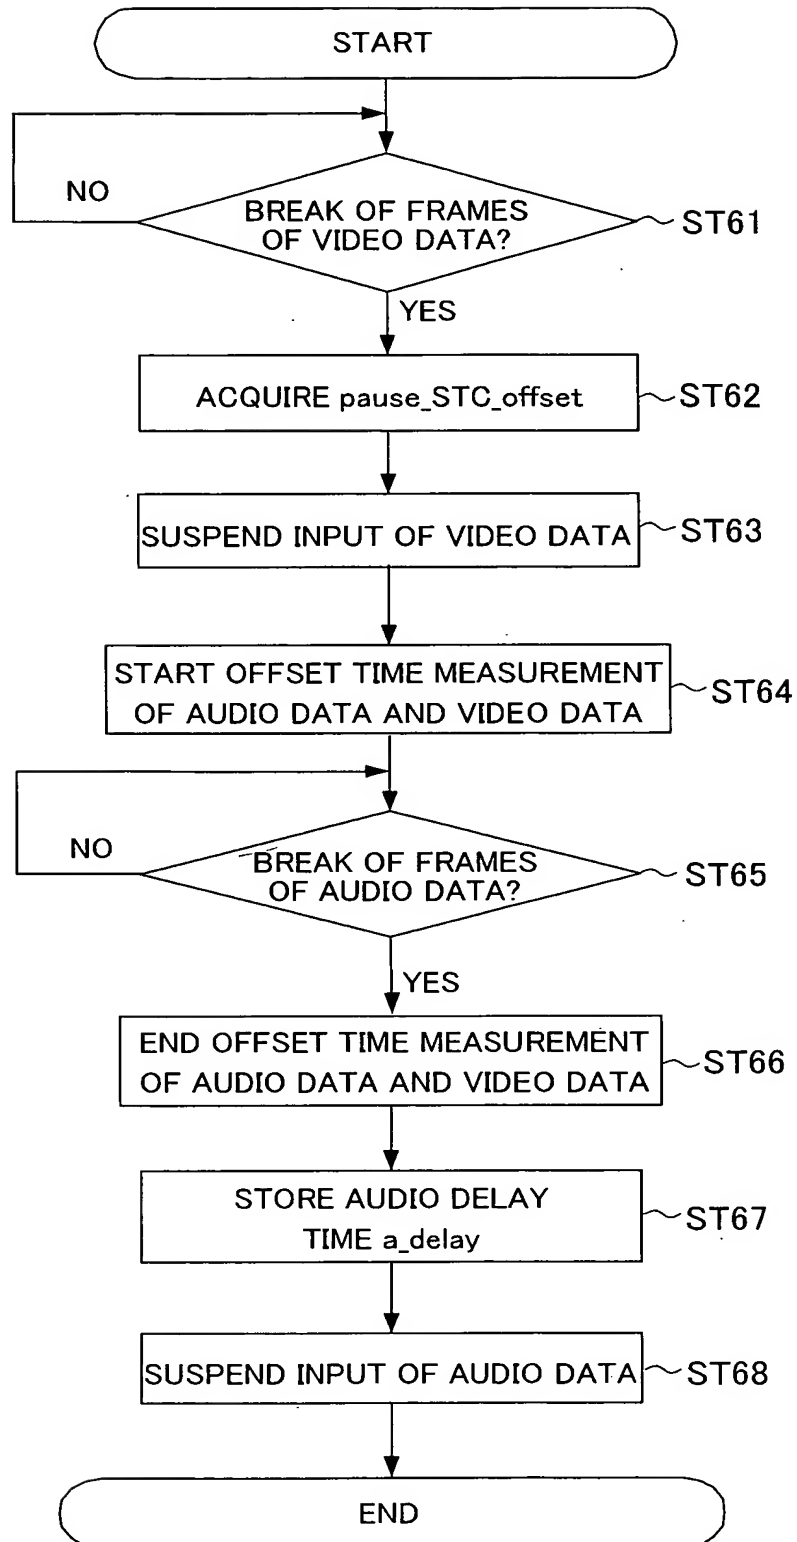 START
NO
BREAK OF FRAMES
OF VIDEO DATA?
ST61
YES
ACQUIRE pause_STC_offset
ST62
SUSPEND INPUT OF VIDEO DATA
ST63
START OFFSET TIME MEASUREMENT
OF AUDIO DATA AND VIDEO DATA
ST64
NO
BREAK OF FRAMES
OF AUDIO DATA?
ST65
YES
END OFFSET TIME MEASUREMENT
OF AUDIO DATA AND VIDEO DATA
ST66
STORE AUDIO DELAY
TIME a_delay
ST67
SUSPEND INPUT OF AUDIO DATA
ST68
END